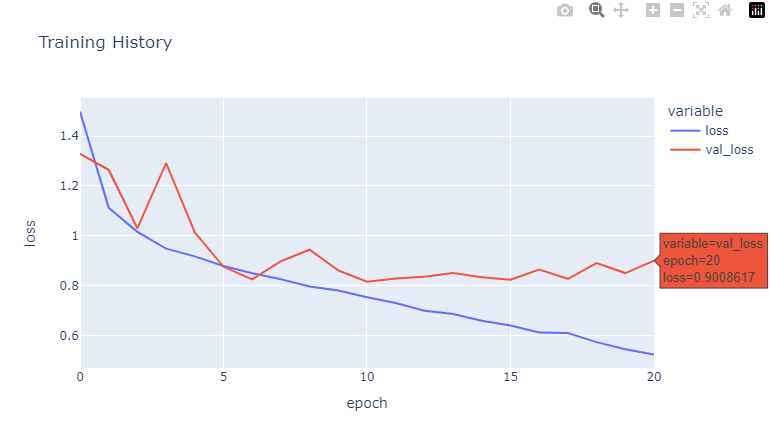 Training History
variable
loss
val_loss
variable=val_loss
epoch=20
loss=0.9008617
loss
1.4
1.2
1
0.8
0.6
0
5
10
15
20
epoch